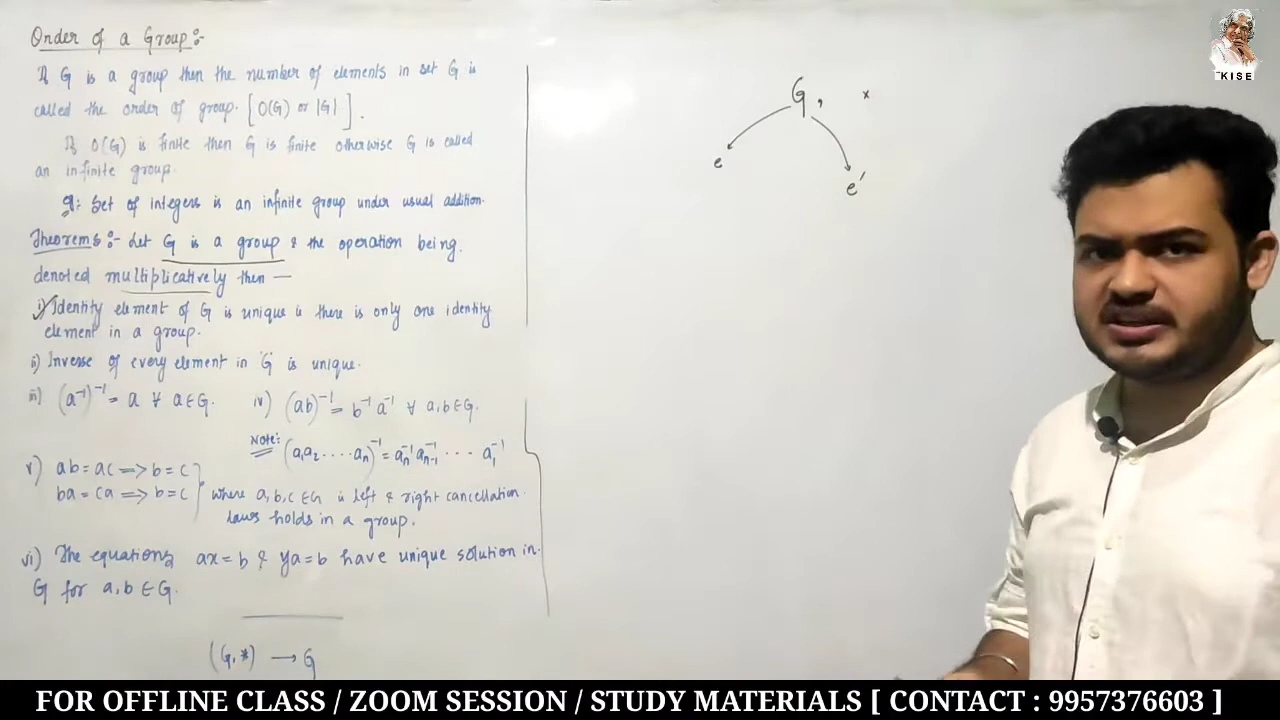 Order of a Group:-
If G is a group then the number of elements in set G is
called the order of group. [O(G) or |G|].
If O(G) is finite then G is finite otherwise G is called
an infinite group.
eg: Set of integers is an infinite group under usual addition.
Theorems:- Let G is a group & the operation being
denoted multiplicatively then —
i) Identity element of G is unique ie there is only one identity
element in a group.
ii) Inverse of every element in 'G' is unique.
iii) (a⁻¹)⁻¹ = a ∀ a∈G. iv) (ab)⁻¹ = b⁻¹a⁻¹ ∀ a,b∈G.
Note: (a₁a₂.....aₙ)⁻¹ = aₙ⁻¹aₙ₋₁⁻¹ ... a₁⁻¹
v) ab = ac ⇒ b = c
ba = ca ⇒ b = c } where a,b,c ∈G ie left & right cancellation
laws holds in a group.
vi) The equations ax = b & ya = b have unique solution in
G for a,b ∈ G.
(G,*) → G
G, *
e
e'
KISE
FOR OFFLINE CLASS / ZOOM SESSION / STUDY MATERIALS [ CONTACT : 9957376603 ]